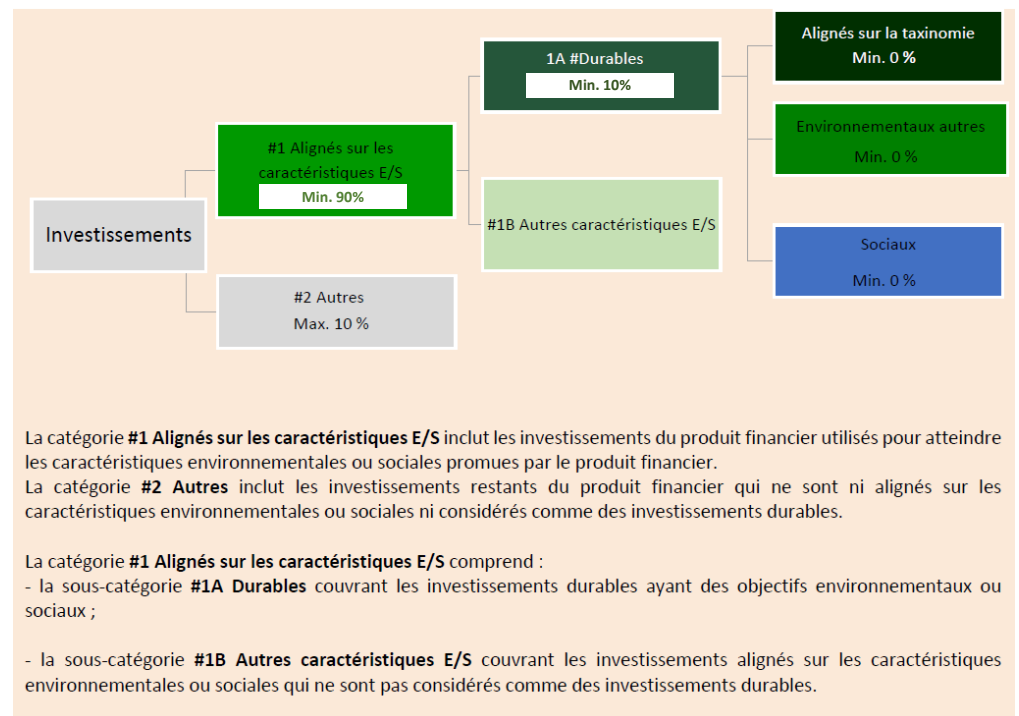 Alignés sur la taxinomie
Min. 0 %
1A #Durables
Min. 10%
Environnementaux autres
Min. 0 %
#1 Alignés sur les
caractéristiques E/S
Min. 90%
#1B Autres caractéristiques E/S
Investissements
Sociaux
Min. 0 %
#2 Autres
Max. 10 %
La catégorie #1 Alignés sur les caractéristiques E/S inclut les investissements du produit financier utilisés pour atteindre
les caractéristiques environnementales ou sociales promues par le produit financier.
La catégorie #2 Autres inclut les investissements restants du produit financier qui ne sont ni alignés sur les
caractéristiques environnementales ou sociales ni considérés comme des investissements durables.
La catégorie #1 Alignés sur les caractéristiques E/S comprend :
- la sous-catégorie #1A Durables couvrant les investissements durables ayant des objectifs environnementaux ou
sociaux ;
- la sous-catégorie #1B Autres caractéristiques E/S couvrant les investissements alignés sur les caractéristiques
environnementales ou sociales qui ne sont pas considérés comme des investissements durables.